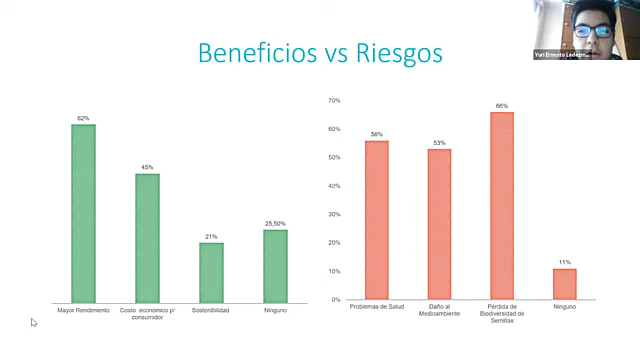 Beneficios vs Riesgos
Yuri Ernesto Ledezm...
62%
45%
21%
25,50%
Mayor Rendimiento
Costo económico p/
consumidor
Sostenibilidad
Ninguno
70%
60%
50%
40%
30%
20%
10%
0%
56%
53%
66%
11%
Problemas de Salud
Daño al
Medioambiente
Pérdida de
Biodiversidad de
Semillas
Ninguno